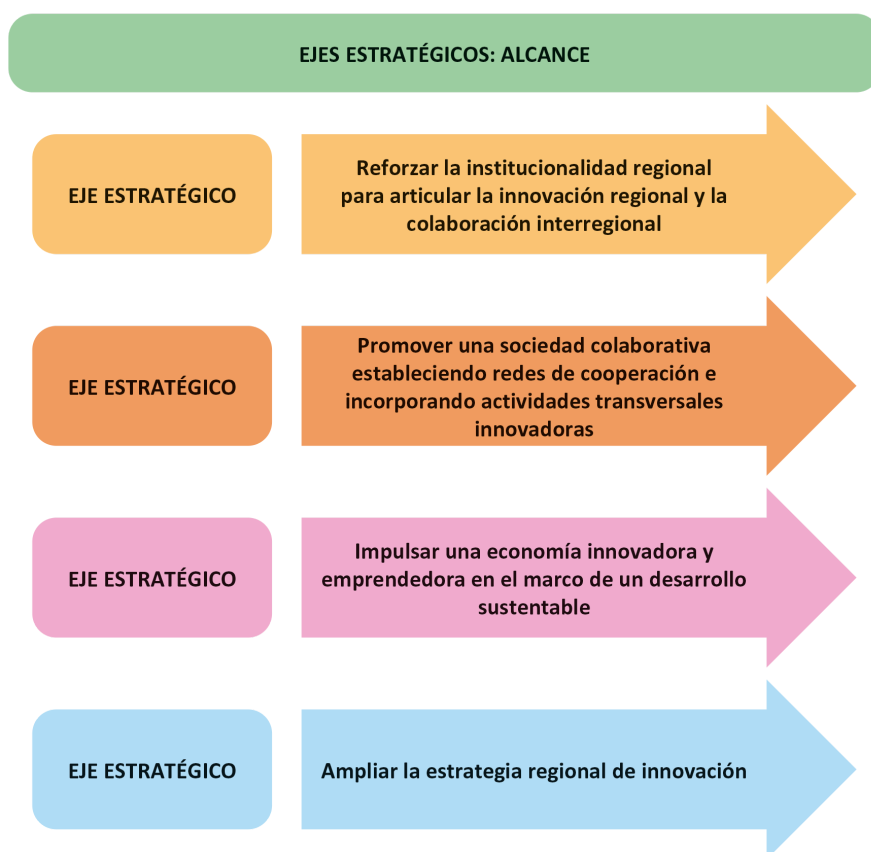 EJES ESTRATÉGICOS: ALCANCE
EJE ESTRATÉGICO
Reforzar la institucionalidad regional
para articular la innovación regional y la
colaboración interregional
EJE ESTRATÉGICO
Promover una sociedad colaborativa
estableciendo redes de cooperación e
incorporando actividades transversales
innovadoras
EJE ESTRATÉGICO
Impulsar una economía innovadora y
emprendedora en el marco de un desarrollo
sustentable
EJE ESTRATÉGICO
Ampliar la estrategia regional de innovación